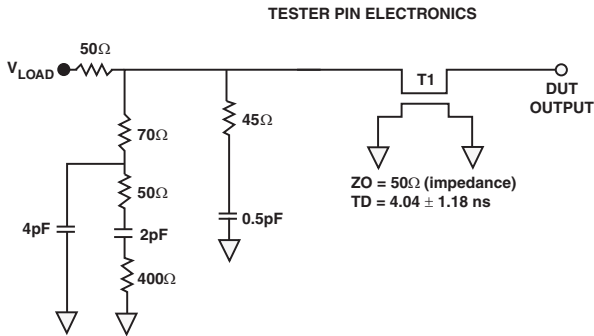 TESTER PIN ELECTRONICS
50Ω
VLOAD
T1
DUT
OUTPUT
70Ω
45Ω
50Ω
ZO = 50Ω (impedance)
TD = 4.04 ± 1.18 ns
4pF
2pF
0.5pF
400Ω